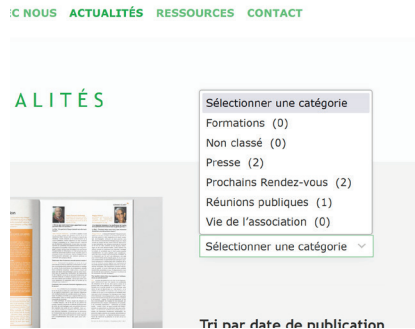 C NOUS ACTUALITÉS RESSOURCES CONTACT
ALITÉS
Sélectionner une catégorie
Formations (0)
Non classé (0)
Presse (2)
Prochains Rendez-vous (2)
Réunions publiques (1)
Vie de l'association (0)
Sélectionner une catégorie
Tri par date de publication